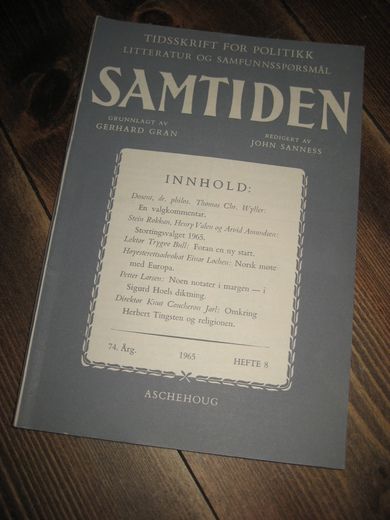 TIDSSKRIFT FOR POLITIKK
LITTERATUR OG SAMFUNNSSPØRSMÅL
SAMTIDEN
GRUNNLAGT AV
GERHARD GRAN
REDIGERT AV
JOHN SANNESS
INNHOLD:
Dosent, dr. philos. Thomas Chr. Wyller:
En valgkommentar.
Stein Rokkan, Henry Valen og Arvid Amundsen:
Stortingsvalget 1965.
Lektor Trygve Bull: Foran en ny start.
Høyesterettsadvokat Einar Løchen: Norsk møte
med Europa.
Petter Larsen: Noen notater i margen — i
Sigurd Hoels diktning.
Direktør Knut Coucheron Jarl: Omkring
Herbert Tingsten og religionen.
74. Årg.
1965
HEFTE 8
ASCHEHOUG